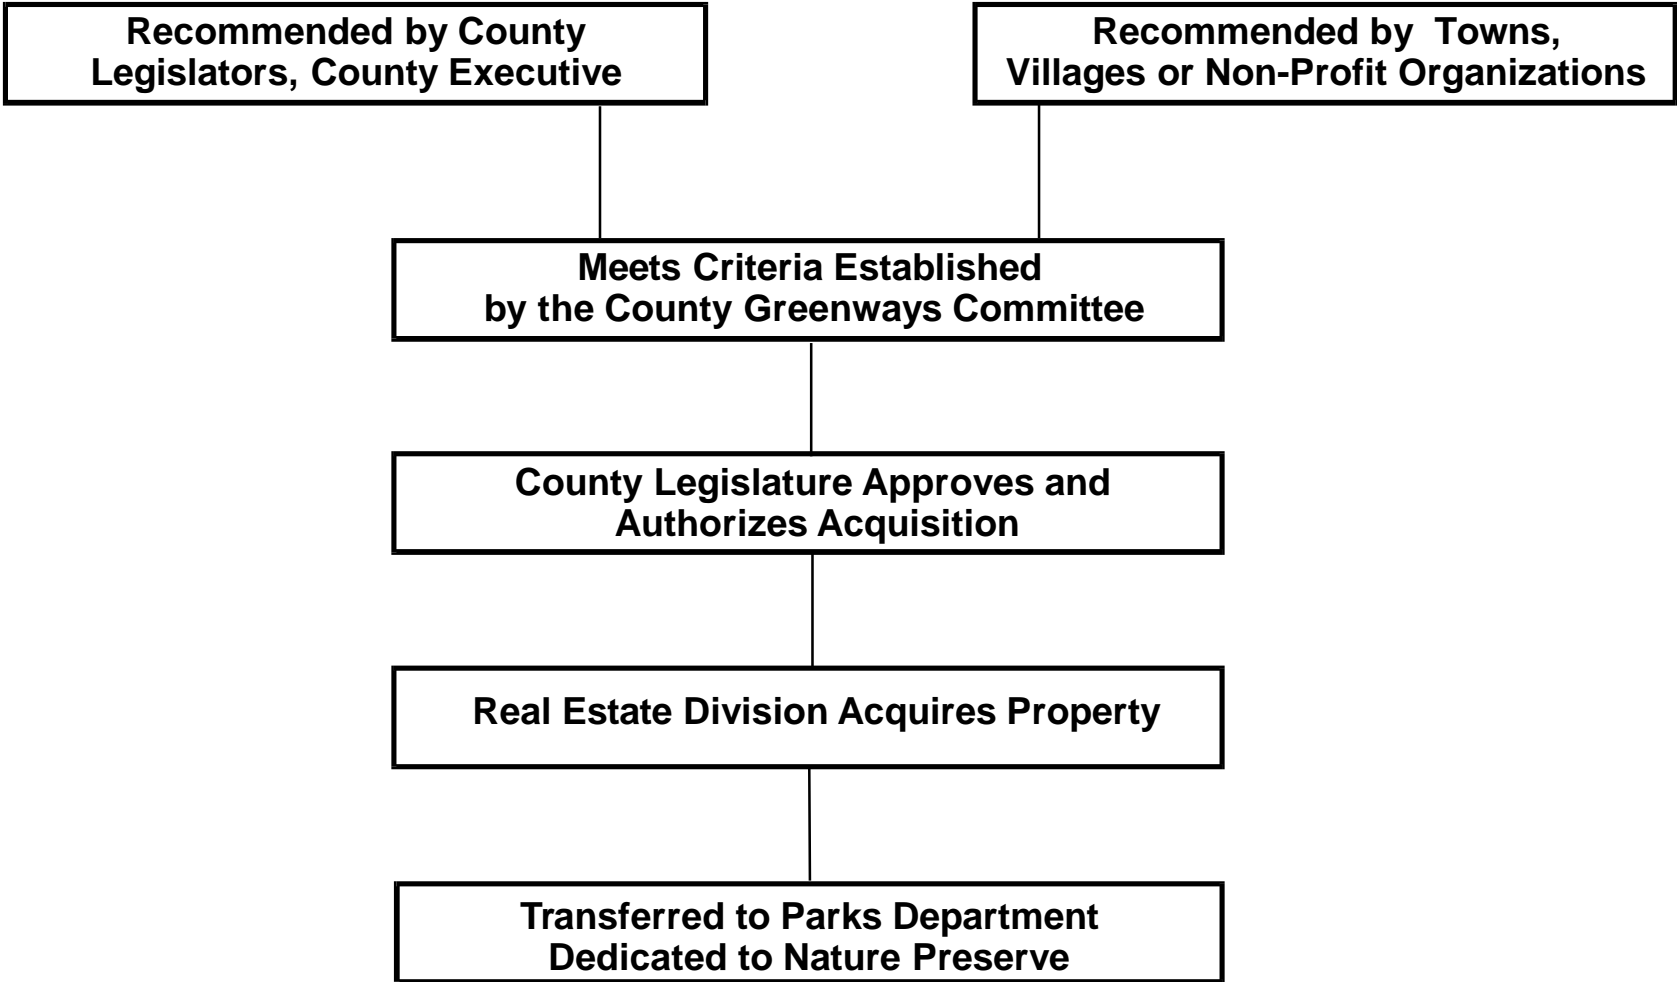 Recommended by County
Legislators, County Executive
Recommended by  Towns,
Villages or Non-Profit Organizations
Meets Criteria Established
by the County Greenways Committee
County Legislature Approves and
Authorizes Acquisition
Real Estate Division Acquires Property
Transferred to Parks Department
Dedicated to Nature Preserve